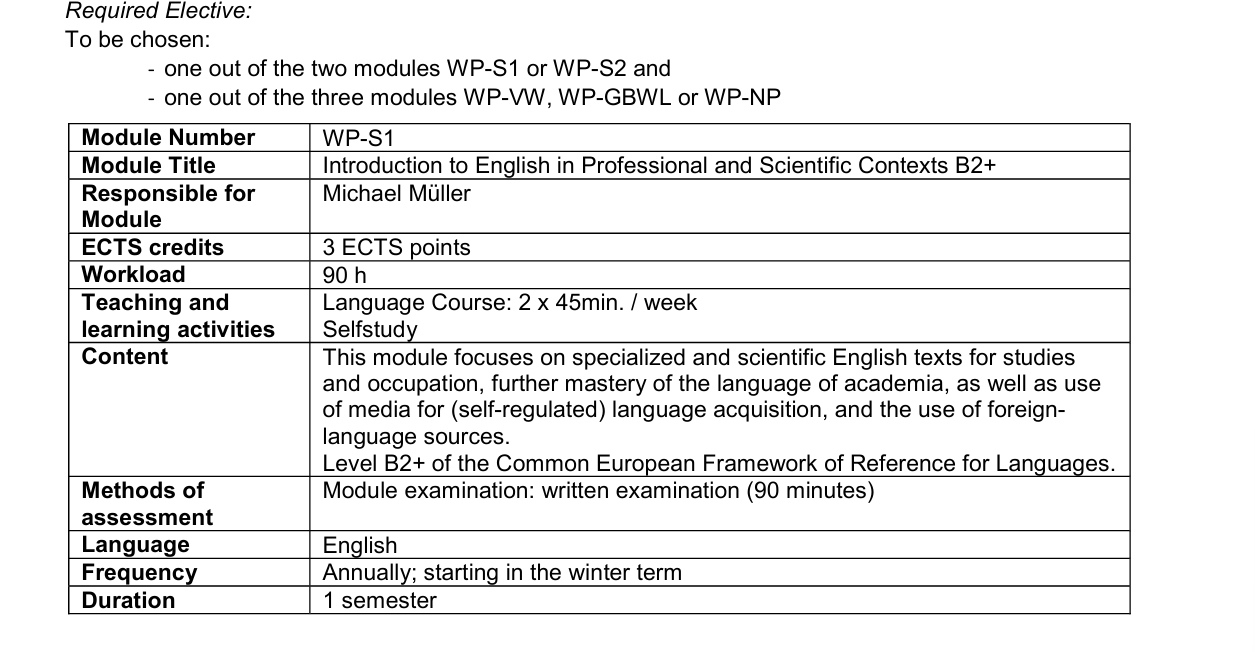 Required Elective:
To be chosen:
- one out of the two modules WP-S1 or WP-S2 and
- one out of the three modules WP-VW, WP-GBWL or WP-NP
Module Number WP-S1
Module Title Introduction to English in Professional and Scientific Contexts B2+
Responsible for Michael Müller
Module
ECTS credits 3 ECTS points
Workload 90 h
Teaching and Language Course: 2 x 45min. / week
learning activities Selfstudy
Content This module focuses on specialized and scientific English texts for studies
and occupation, further mastery of the language of academia, as well as use
of media for (self-regulated) language acquisition, and the use of foreign-
language sources.
Level B2+ of the Common European Framework of Reference for Languages.
Methods of Module examination: written examination (90 minutes)
assessment
Language English
Frequency Annually; starting in the winter term
Duration 1 semester